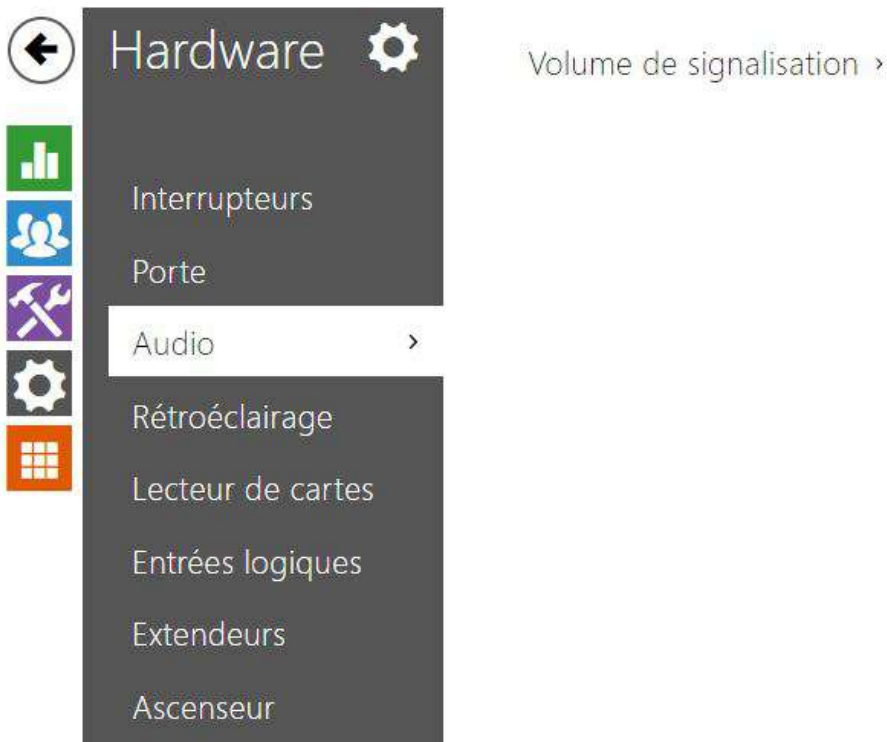 Hardware
Volume de signalisation ›
Interrupteurs
Porte
Audio ›
Rétroéclairage
Lecteur de cartes
Entrées logiques
Extendeurs
Ascenseur